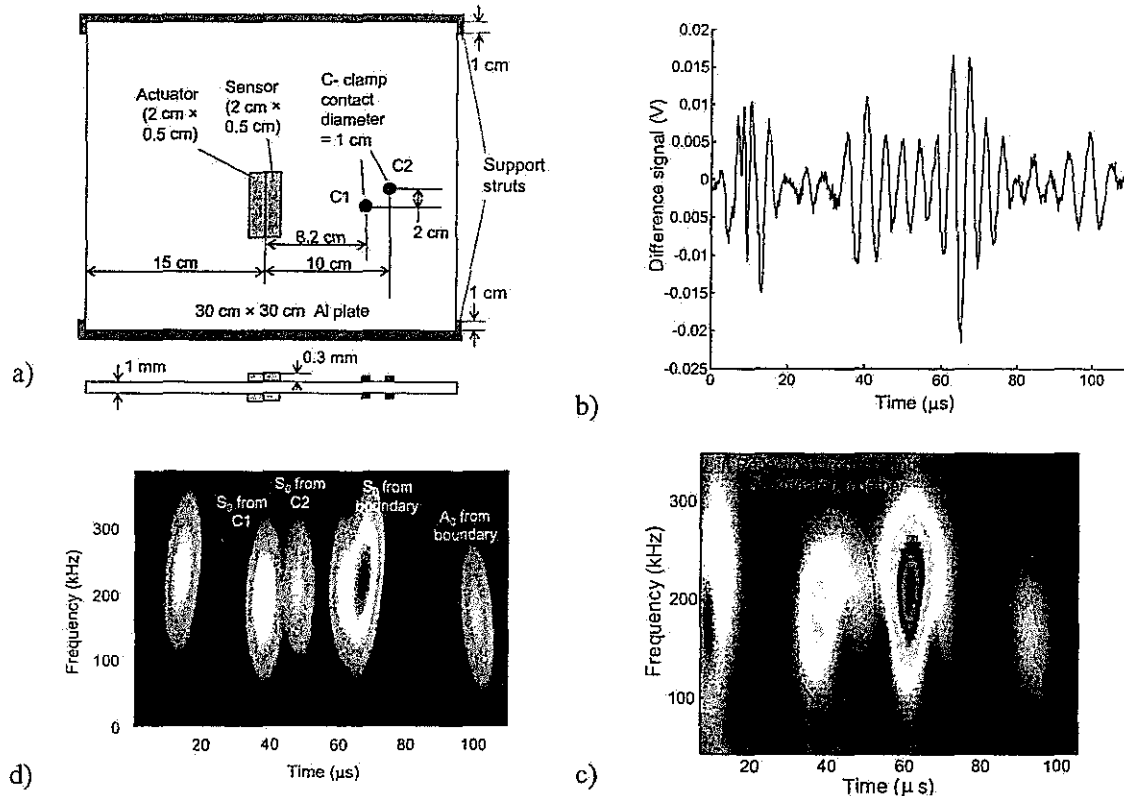 Actuator
(2 cm ×
0.5 cm)
Sensor
(2 cm ×
0.5 cm)
C- clamp
contact
diameter
= 1 cm
1 cm
C2
C1
Support
struts
8.2 cm
2 cm
15 cm
10 cm
1 cm
30 cm × 30 cm Al plate
1 mm
0.3 mm
a)
0.02
0.015
0.01
0.005
0
0.005
-0.01
-0.015
-0.02
-0.025
Difference signal (V)
0
20
40
60
80
100
Time (µs)
b)
S0 from
C1
S0 from
C2
S0 from
boundary
A0 from
boundary
300
200
100
0
Frequency (kHz)
20
40
60
80
100
Time (µs)
d)
300
200
100
Frequency (kHz)
20
40
60
80
100
Time (µ s)
c)